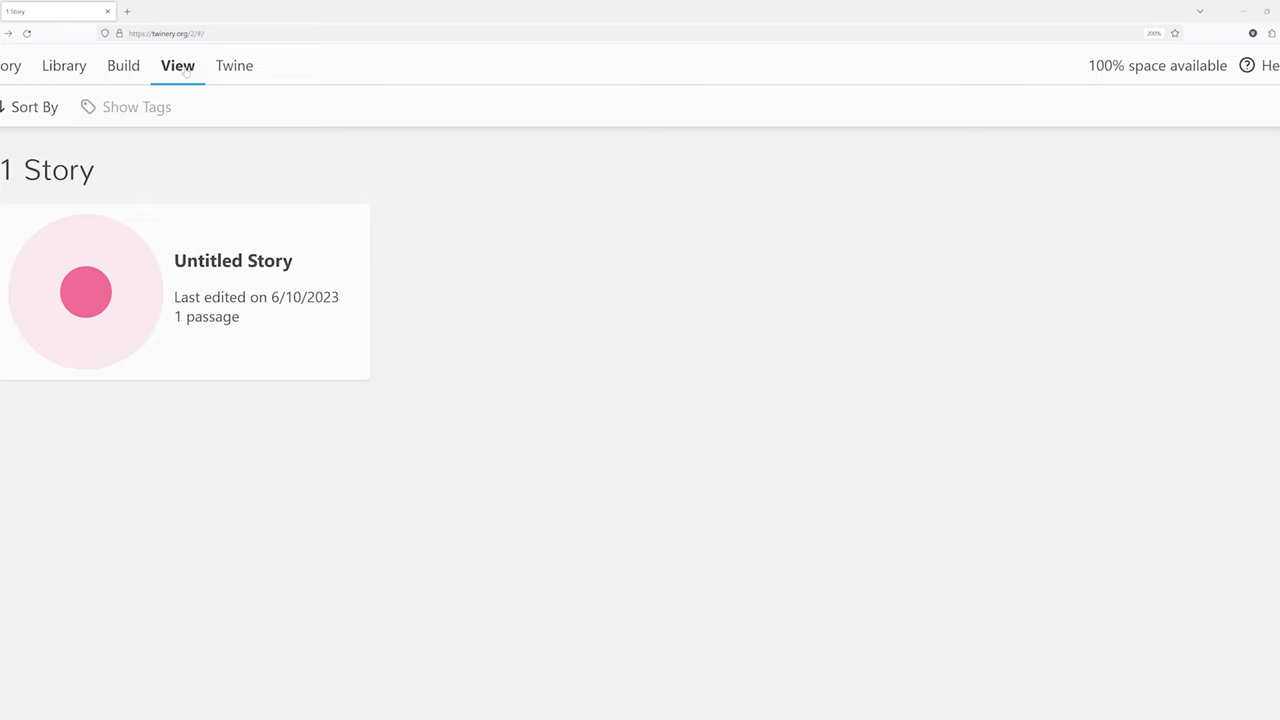 1 Story
https://twinery.org/2/#/
200%
ory Library Build View Twine 100% space available He
Sort By Show Tags
1 Story
Untitled Story
Last edited on 6/10/2023
1 passage